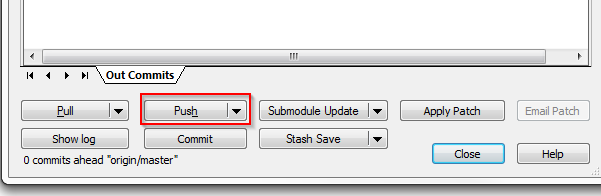 Out Commits
Pull Push Submodule Update Apply Patch Email Patch
Show log Commit Stash Save
0 commits ahead "origin/master"
Close Help